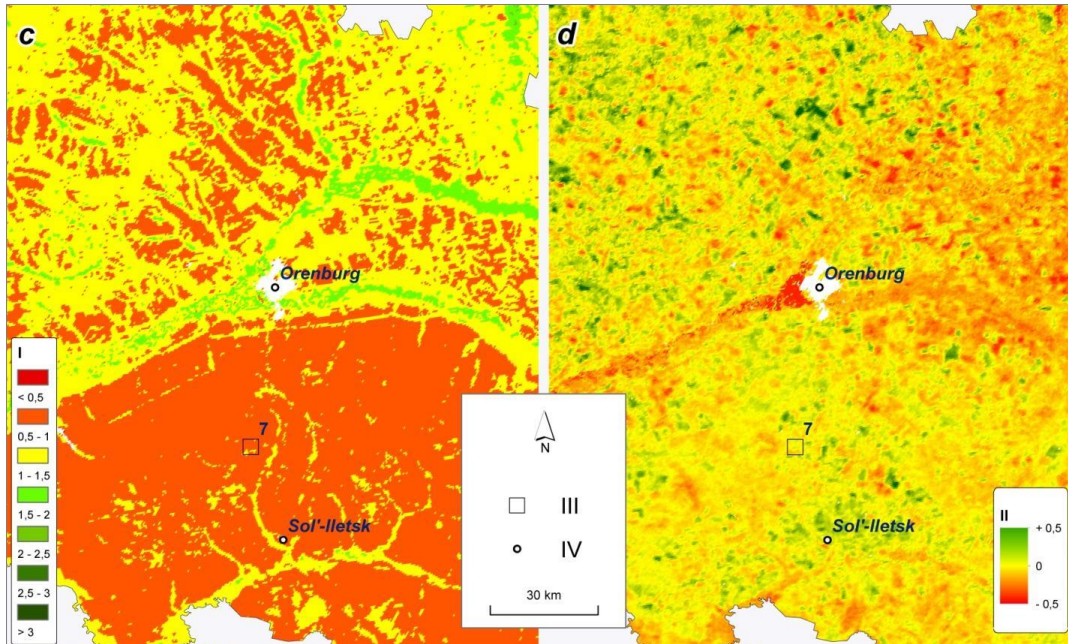 c
Orenburg
7
Sol'-Iletsk
I
< 0,5
0,5 - 1
1 - 1,5
1,5 - 2
2 - 2,5
2,5 - 3
> 3
N
III
IV
30 km
d
Orenburg
7
Sol'-Iletsk
II
+ 0,5
0
- 0,5